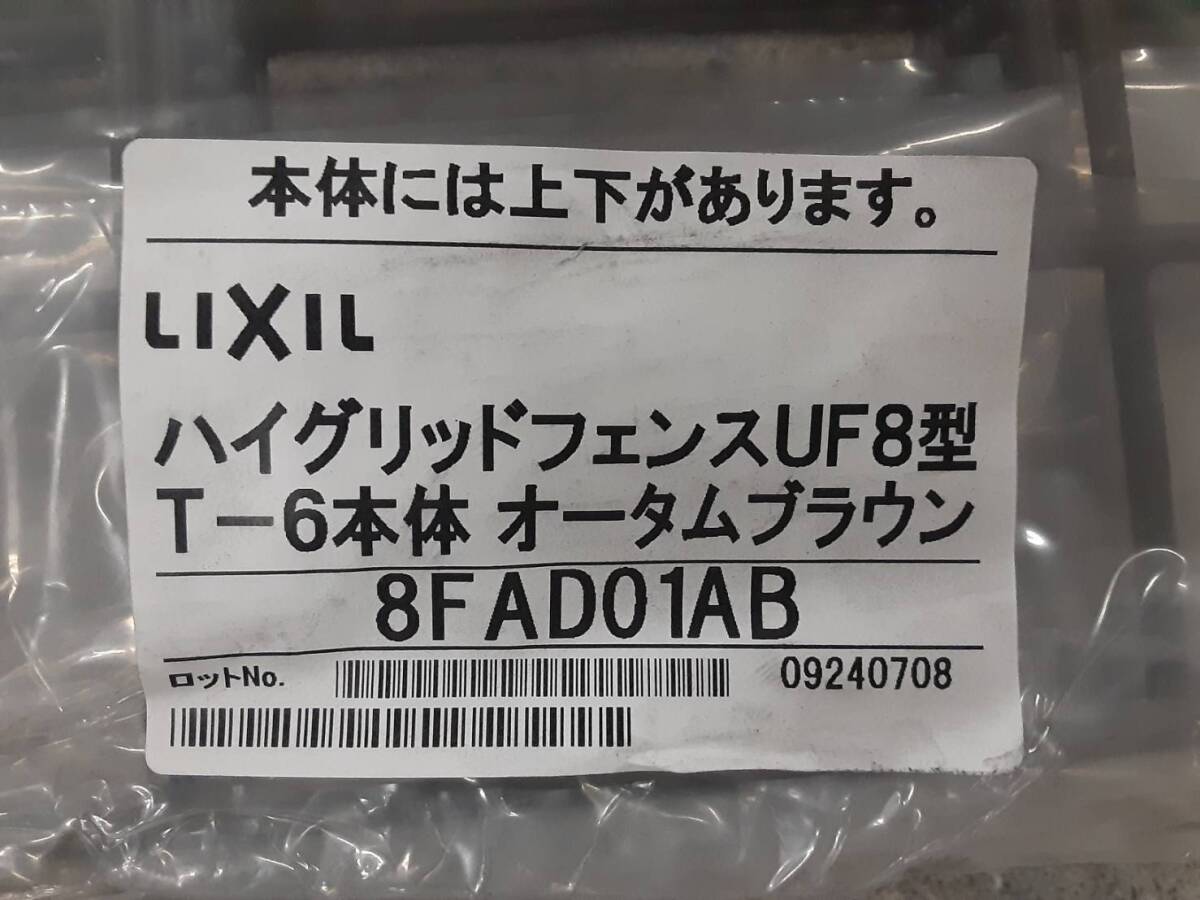 本体には上下があります。
LIXIL
ハイグリッドフェンスUF8型
T－6本体 オータムブラウン
8FAD01AB
ロットNo. 09240708